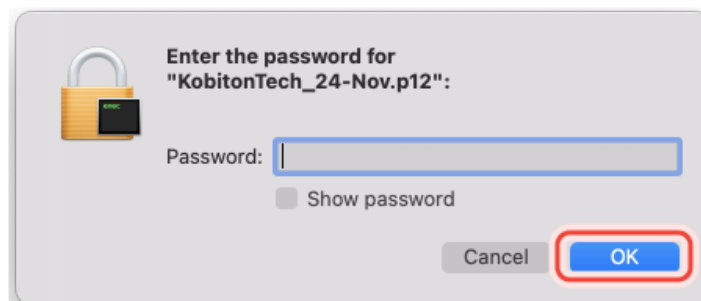 Enter the password for
"KobitonTech_24-Nov.p12":
Password:
Show password
Cancel
OK